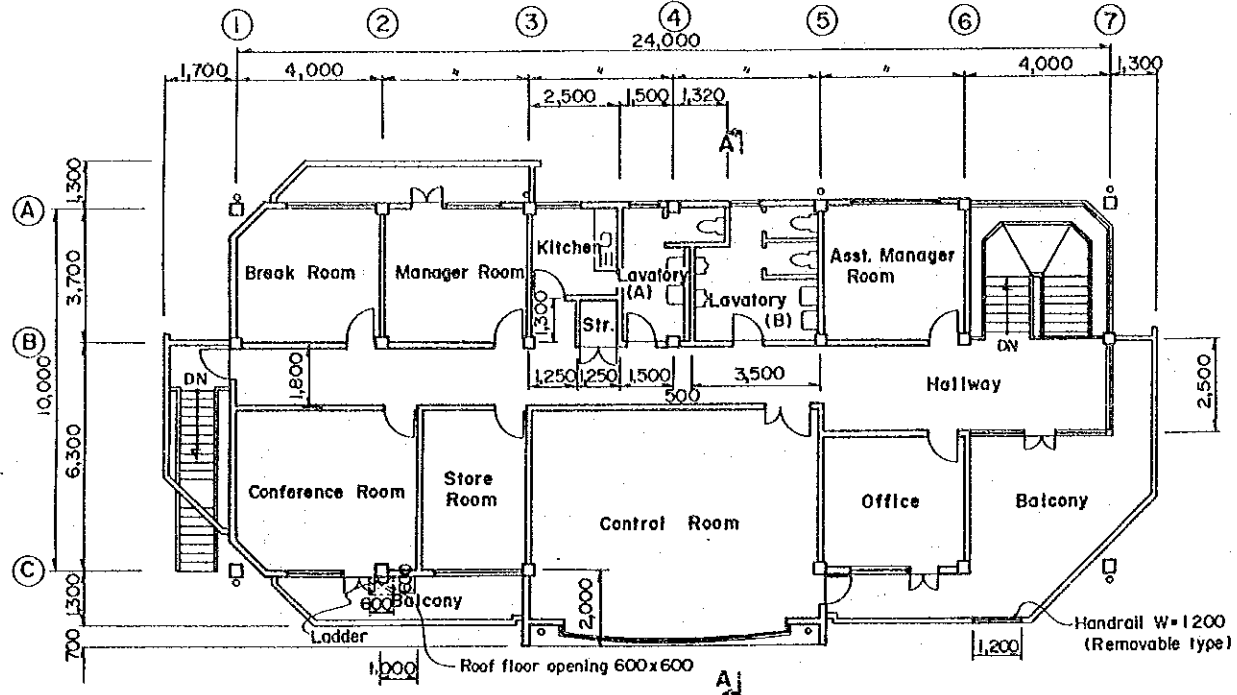 1 2 3 4 5 6 7
24,000
1,700 4,000 " " " " 4,000 1,300
2,500 1,500 1,320
A
1,300
A
3,700
B
10,000
6,300
C
1300
700
Break Room
Manager Room
Kitchen
Lavatory
(A)
Lavatory
(B)
Asst. Manager
Room
Str.
1,300
DN
DN
1,800
1,250 1,250 1,500 3,500
500
Hallway
2,500
Conference Room
Store
Room
Control Room
Office
Balcony
600
600
Balcony
Ladder
2,000
1,000
Roof floor opening 600x600
1,200
Handrail W=1200
(Removable type)
A